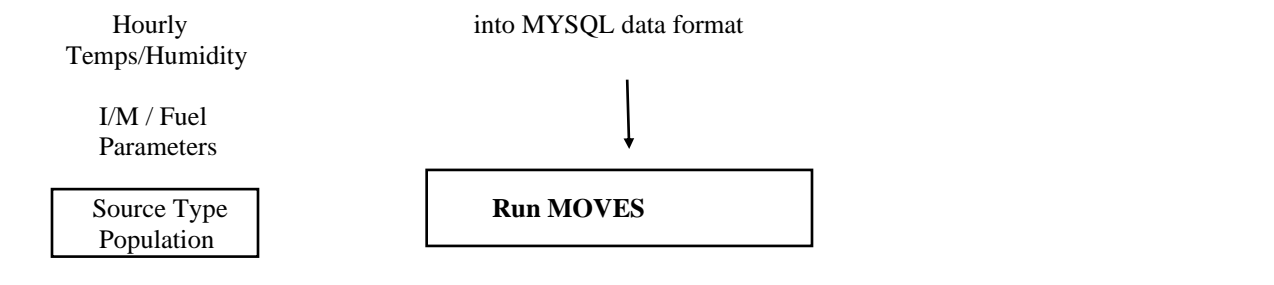 Hourly
Temps/Humidity
I/M / Fuel
Parameters
Source Type
Population
into MYSQL data format
Run MOVES